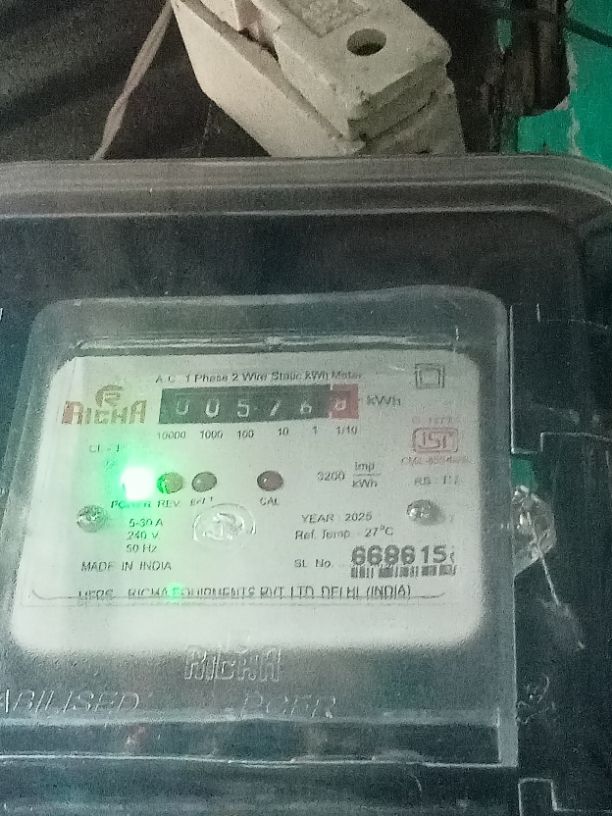 A.C. 1 Phase 2 Wire Static kWh Meter
RICHA
0 0 5 7 6 8 kWh
10000 1000 100 10 1 1/10
ISI
POWER REV. CAL
3200 Imp/kWh
5-30 A
240 V
50 Hz
YEAR : 2025
Ref. Temp. : 27°C
MADE IN INDIA
SL No.
MFRS. RICHA EQUIPMENTS PVT. LTD. DELHI (INDIA)
RICHA